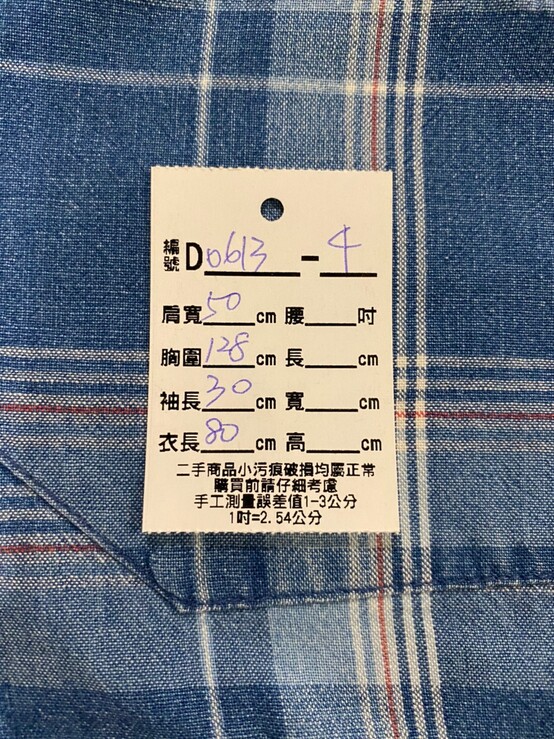 編號D0613-4
肩寬50cm 腰____吋
胸圍128cm 長____cm
袖長30cm 寬____cm
衣長80cm 高____cm
二手商品小污痕破損均屬正常
購買前請仔細考慮
手工測量誤差值1-3公分
1吋=2.54公分